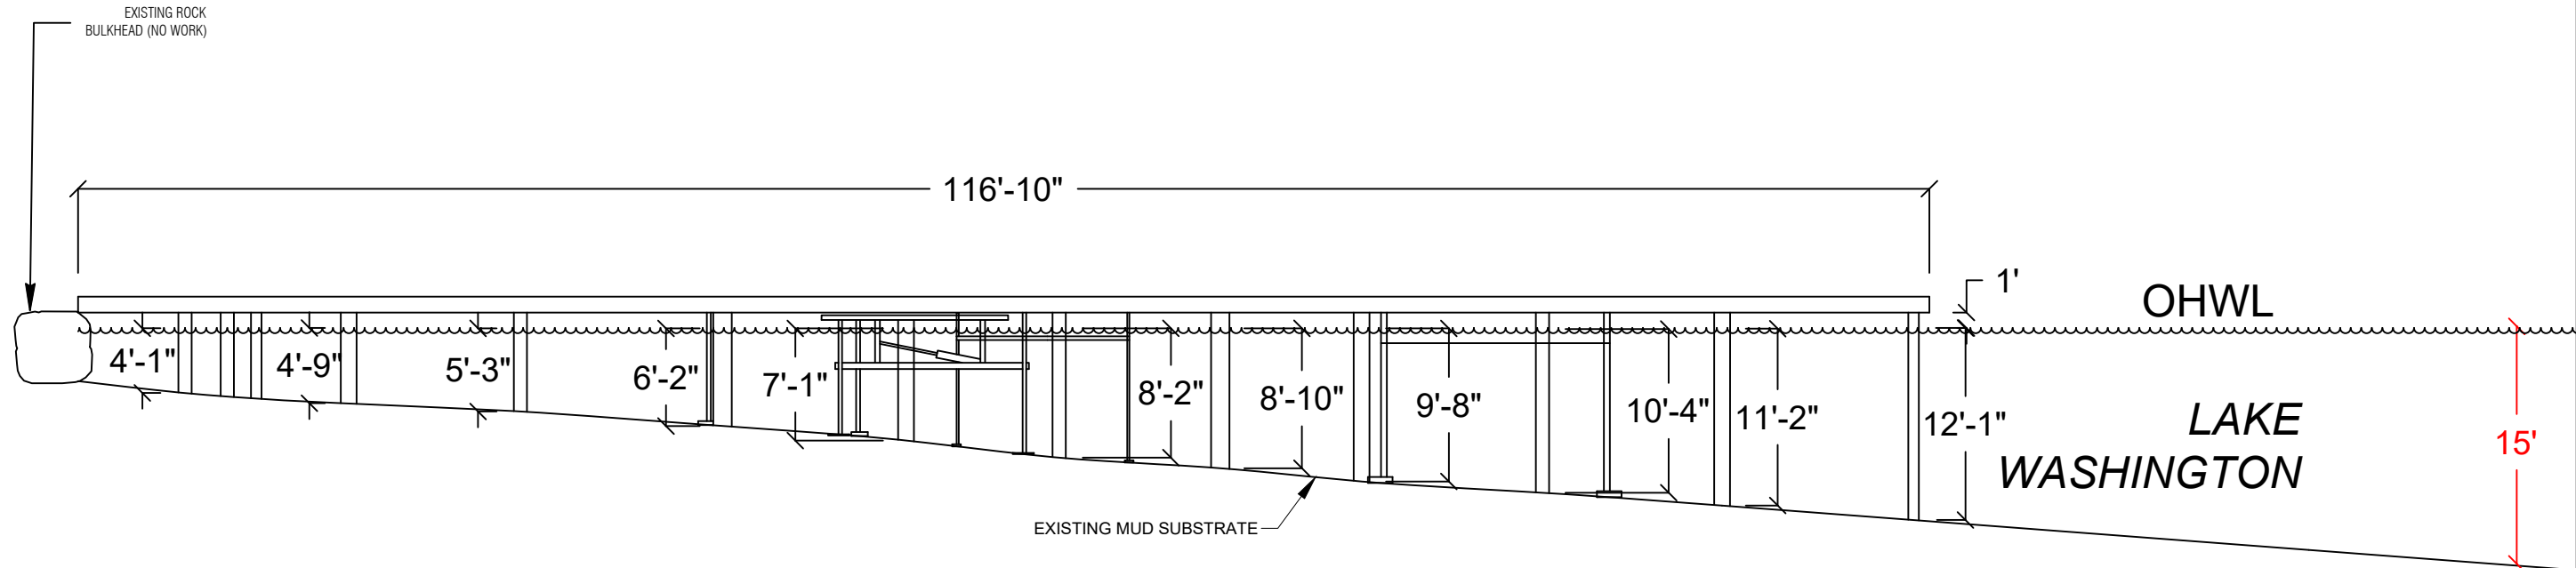 EXISTING ROCK
BULKHEAD (NO WORK)
116'-10"
1'
OHWL
4'-1"
4'-9"
5'-3"
6'-2"
7'-1"
8'-2"
8'-10"
9'-8"
10'-4"
11'-2"
12'-1"
LAKE
WASHINGTON
15'
EXISTING MUD SUBSTRATE